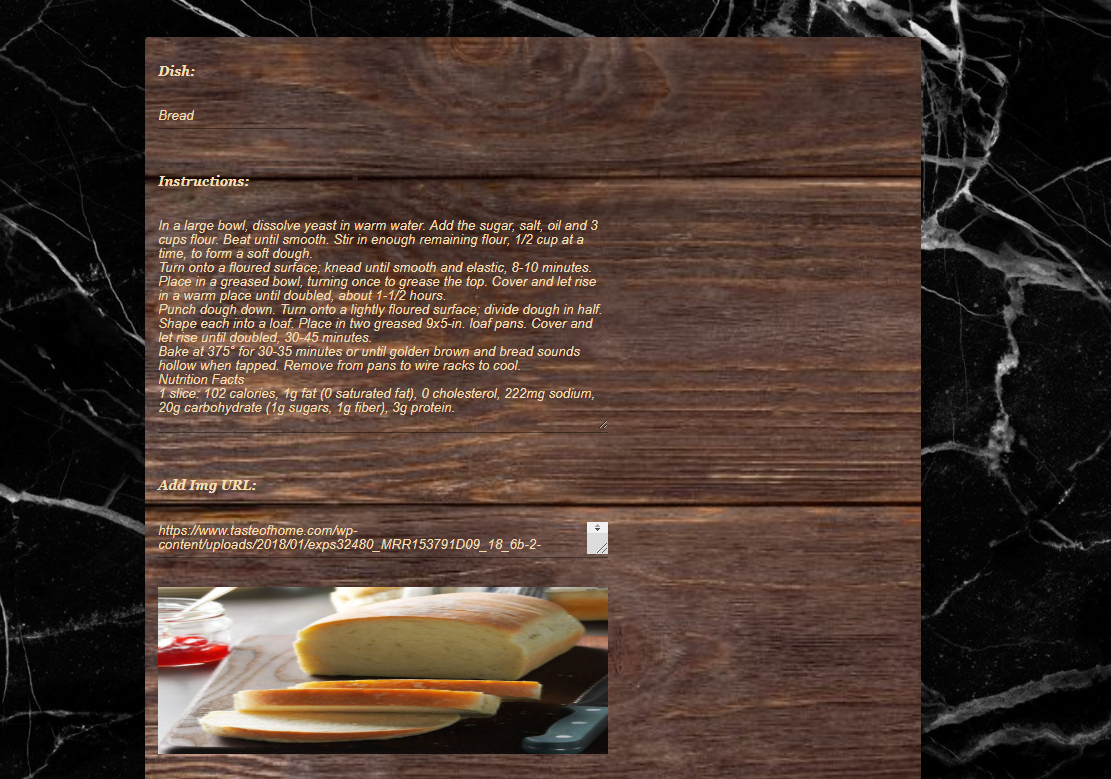 Dish:
Bread
Instructions:
In a large bowl, dissolve yeast in warm water. Add the sugar, salt, oil and 3
cups flour. Beat until smooth. Stir in enough remaining flour, 1/2 cup at a
time, to form a soft dough.
Turn onto a floured surface; knead until smooth and elastic, 8-10 minutes.
Place in a greased bowl, turning once to grease the top. Cover and let rise
in a warm place until doubled, about 1-1/2 hours.
Punch dough down. Turn onto a lightly floured surface; divide dough in half.
Shape each into a loaf. Place in two greased 9x5-in. loaf pans. Cover and
let rise until doubled, 30-45 minutes.
Bake at 375° for 30-35 minutes or until golden brown and bread sounds
hollow when tapped. Remove from pans to wire racks to cool.
Nutrition Facts
1 slice: 102 calories, 1g fat (0 saturated fat), 0 cholesterol, 222mg sodium,
20g carbohydrate (1g sugars, 1g fiber), 3g protein.
Add Img URL:
https://www.tasteofhome.com/wp-
content/uploads/2018/01/exps32480_MRR153791D09_18_6b-2-